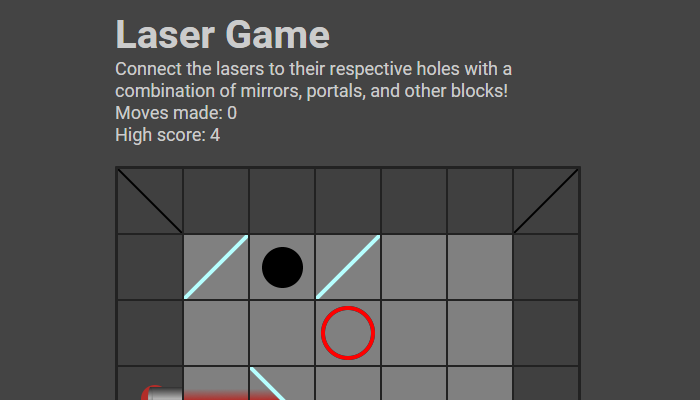 Laser Game
Connect the lasers to their respective holes with a
combination of mirrors, portals, and other blocks!
Moves made: 0
High score: 4